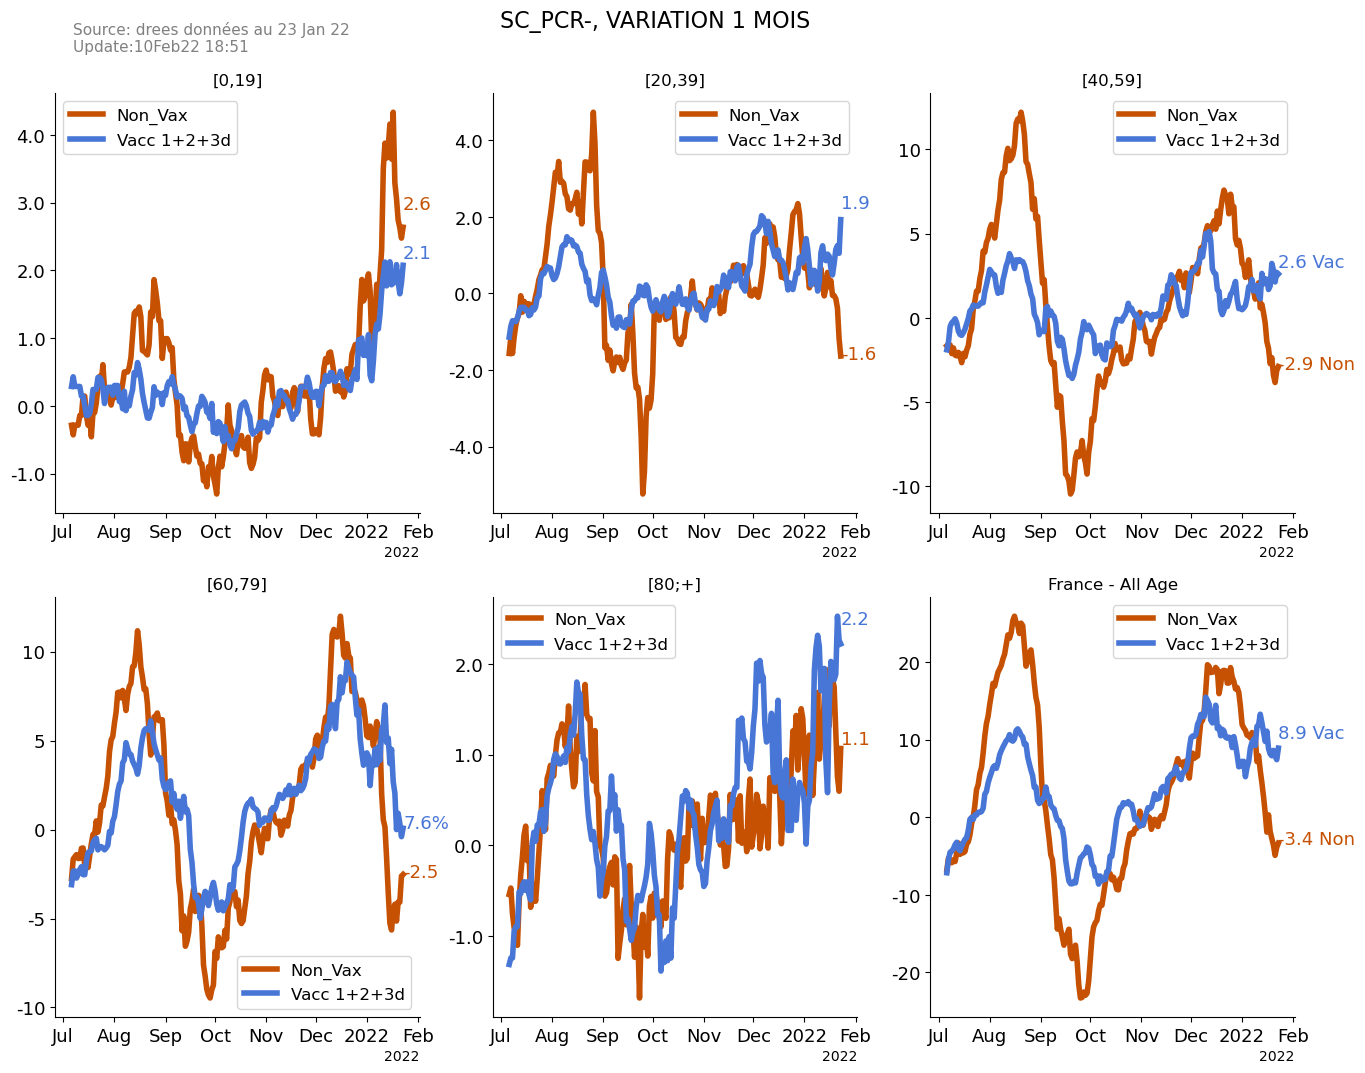 SC_PCR-, VARIATION 1 MOIS
Source: drees données au 23 Jan 22
Update:10Feb22 18:51
[0,19]
Non_Vax
Vacc 1+2+3d
4.0
3.0
2.0
1.0
0.0
-1.0
2.6
2.1
Jul Aug Sep Oct Nov Dec 2022 Feb
2022
[20,39]
Non_Vax
Vacc 1+2+3d
4.0
2.0
0.0
-2.0
-4.0
1.9
-1.6
Jul Aug Sep Oct Nov Dec 2022 Feb
2022
[40,59]
Non_Vax
Vacc 1+2+3d
10
5
0
-5
-10
2.6 Vac
-2.9 Non
Jul Aug Sep Oct Nov Dec 2022 Feb
2022
[60,79]
10
5
0
-5
-10
7.6%
-2.5
Non_Vax
Vacc 1+2+3d
Jul Aug Sep Oct Nov Dec 2022 Feb
2022
[80;+]
Non_Vax
Vacc 1+2+3d
2.0
1.0
0.0
-1.0
2.2
1.1
Jul Aug Sep Oct Nov Dec 2022 Feb
2022
France - All Age
Non_Vax
Vacc 1+2+3d
20
10
0
-10
-20
8.9 Vac
-3.4 Non
Jul Aug Sep Oct Nov Dec 2022 Feb
2022